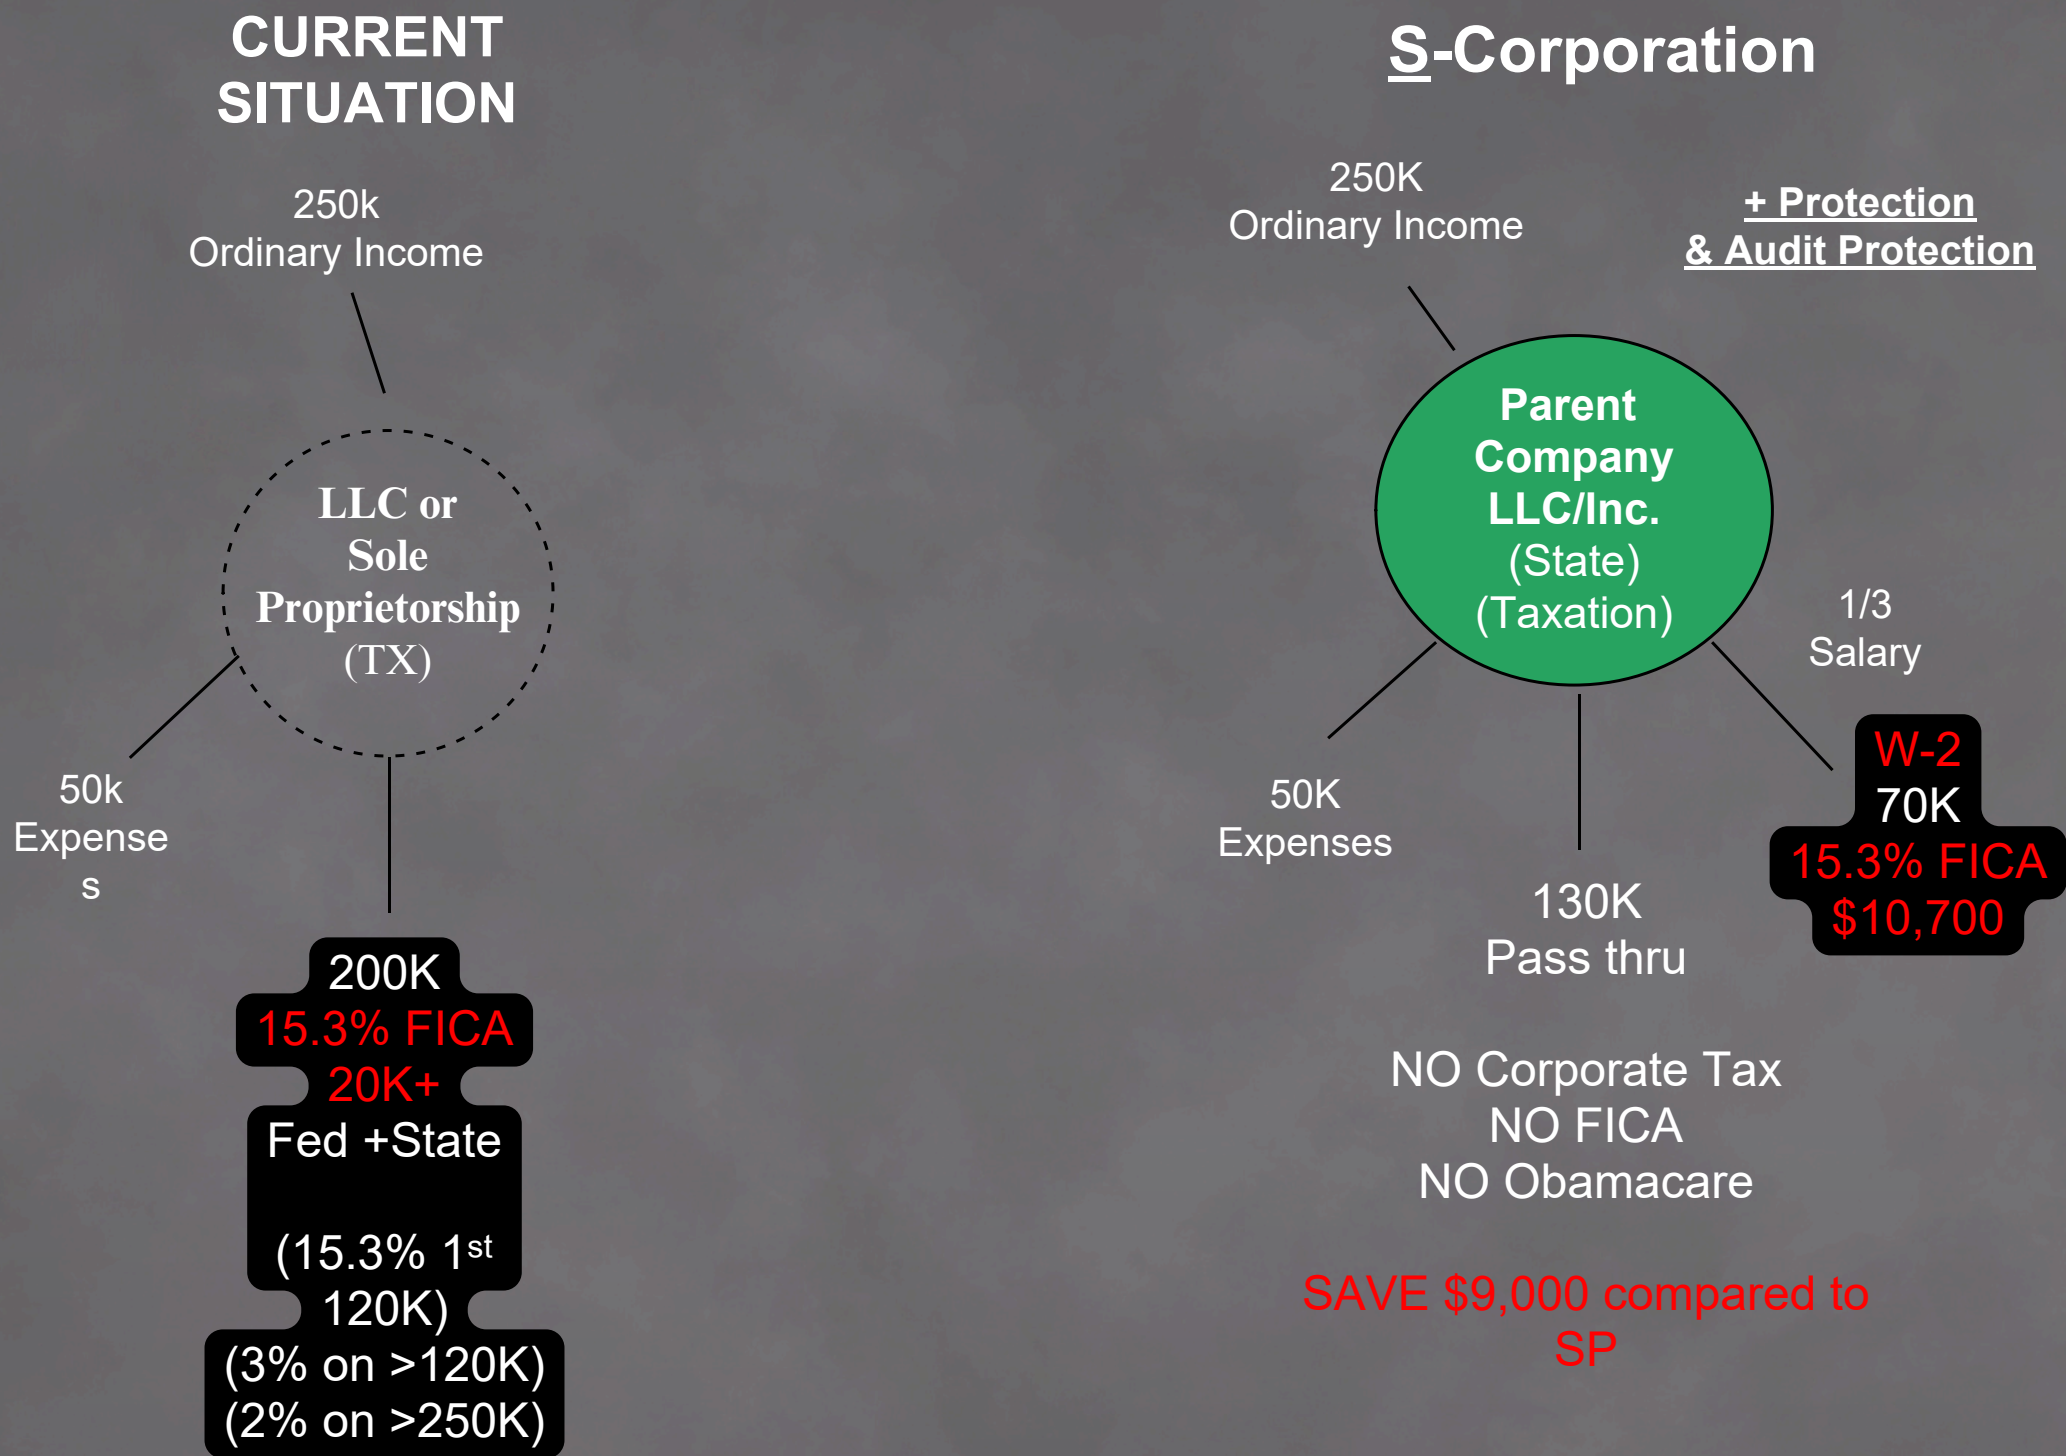 CURRENT
SITUATION
250k
Ordinary Income
LLC or
Sole
Proprietorship
(TX)
50k
Expense
s
200K
15.3% FICA
20K+
Fed +State
(15.3% 1st
120K)
(3% on >120K)
(2% on >250K)
S-Corporation
250K
Ordinary Income
+ Protection
& Audit Protection
Parent
Company
LLC/Inc.
(State)
(Taxation)
1/3
Salary
50K
Expenses
W-2
70K
15.3% FICA
$10,700
130K
Pass thru
NO Corporate Tax
NO FICA
NO Obamacare
SAVE $9,000 compared to
SP